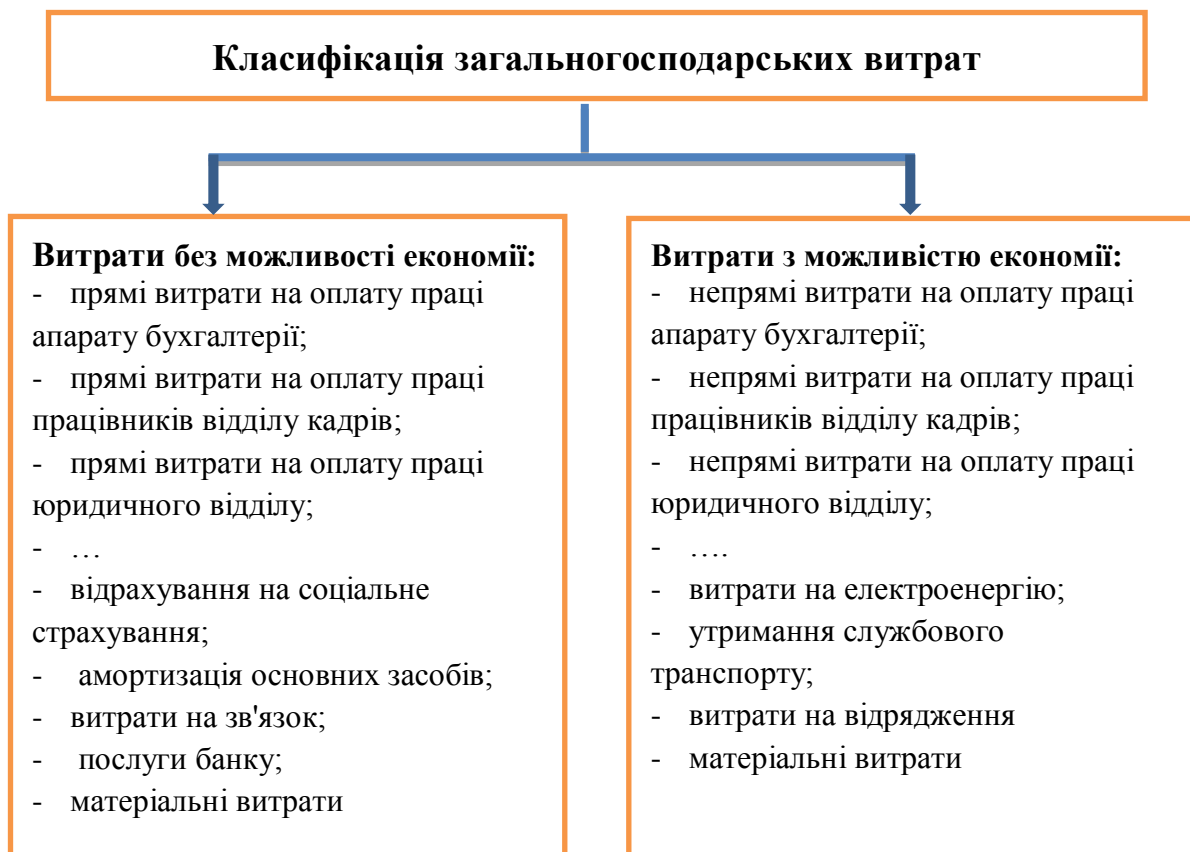 Класифікація загальногосподарських витрат
Витрати без можливості економії:
- прямі витрати на оплату праці
апарату бухгалтерії;
- прямі витрати на оплату праці
працівників відділу кадрів;
- прямі витрати на оплату праці
юридичного відділу;
- …
- відрахування на соціальне
страхування;
- амортизація основних засобів;
- витрати на зв'язок;
- послуги банку;
- матеріальні витрати
Витрати з можливістю економії:
- непрямі витрати на оплату праці
апарату бухгалтерії;
- непрямі витрати на оплату праці
працівників відділу кадрів;
- непрямі витрати на оплату праці
юридичного відділу;
- ….
- витрати на електроенергію;
- утримання службового
транспорту;
- витрати на відрядження
- матеріальні витрати